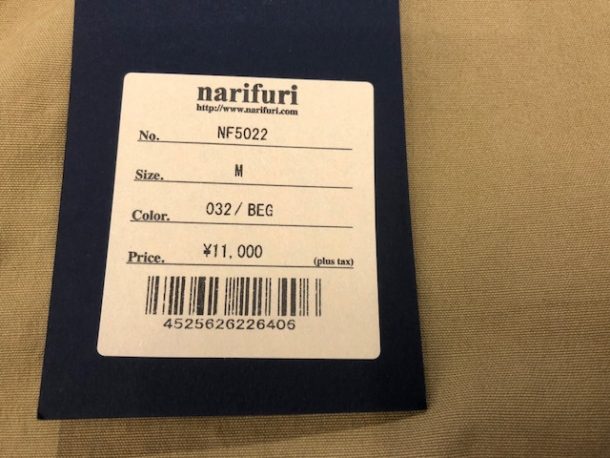 narifuri
http://www.narifuri.com
No. NF5022
Size. M
Color. 032/ BEG
Price. ¥11,000 (plus tax)
4525626226406